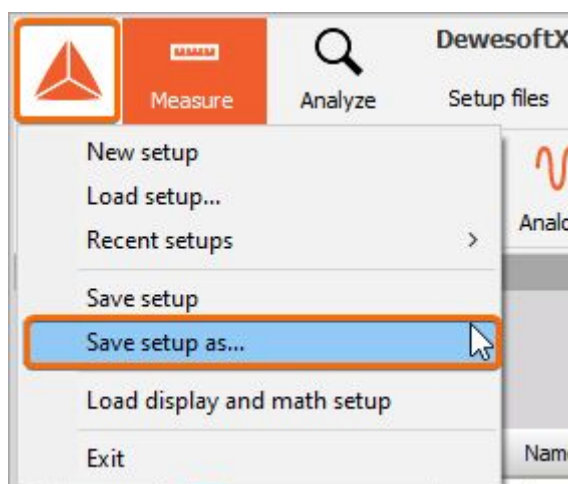 DewesoftX
Measure
Analyze
Setup files
New setup
Load setup...
Recent setups
Save setup
Save setup as...
Load display and math setup
Exit